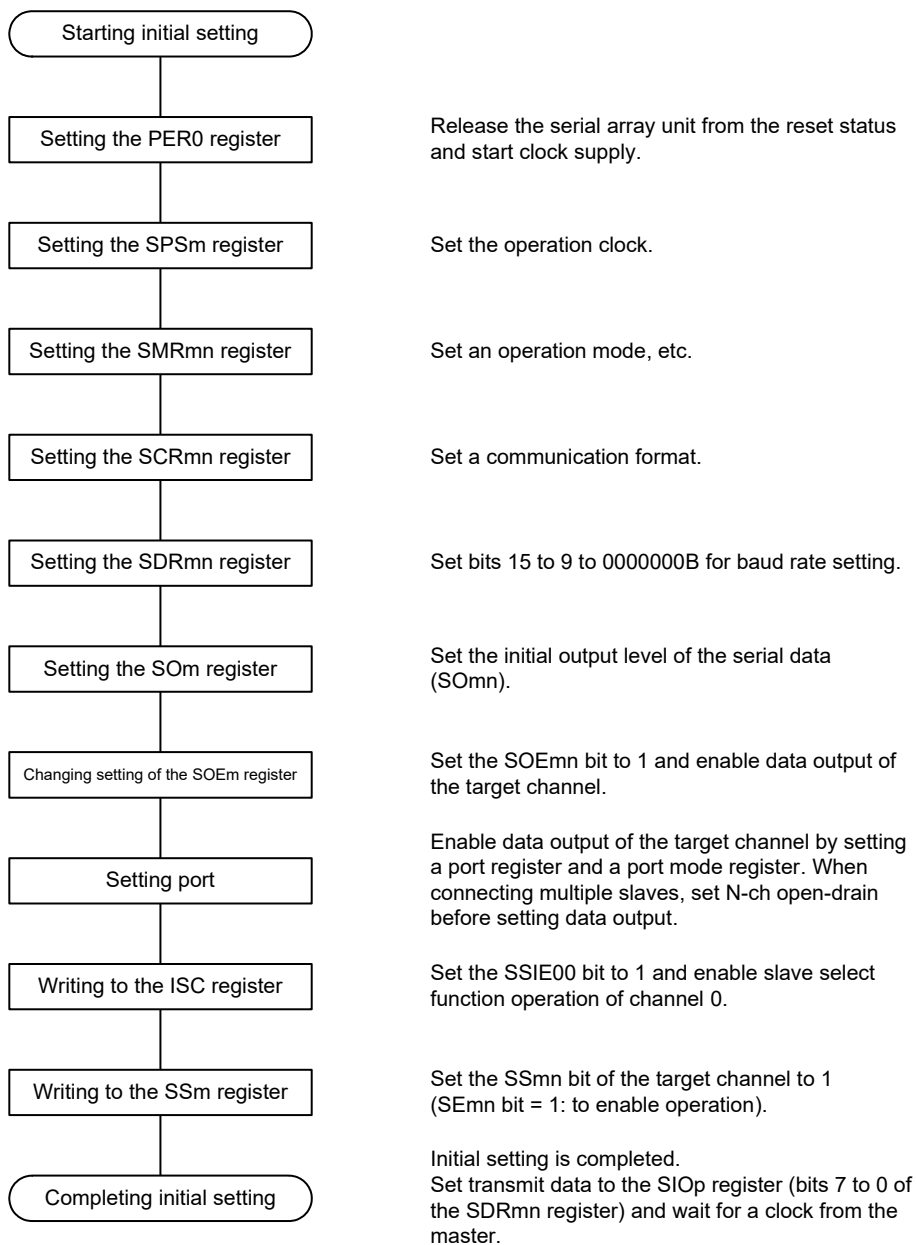 Starting initial setting
Setting the PER0 register
Release the serial array unit from the reset status
and start clock supply.
Setting the SPSm register
Set the operation clock.
Setting the SMRmn register
Set an operation mode, etc.
Setting the SCRmn register
Set a communication format.
Setting the SDRmn register
Set bits 15 to 9 to 0000000B for baud rate setting.
Setting the SOm register
Set the initial output level of the serial data
(SOmn).
Changing setting of the SOEm register
Set the SOEmn bit to 1 and enable data output of
the target channel.
Setting port
Enable data output of the target channel by setting
a port register and a port mode register. When
connecting multiple slaves, set N-ch open-drain
before setting data output.
Writing to the ISC register
Set the SSIE00 bit to 1 and enable slave select
function operation of channel 0.
Writing to the SSm register
Set the SSmn bit of the target channel to 1
(SEmn bit = 1: to enable operation).
Completing initial setting
Initial setting is completed.
Set transmit data to the SIOp register (bits 7 to 0 of
the SDRmn register) and wait for a clock from the
master.